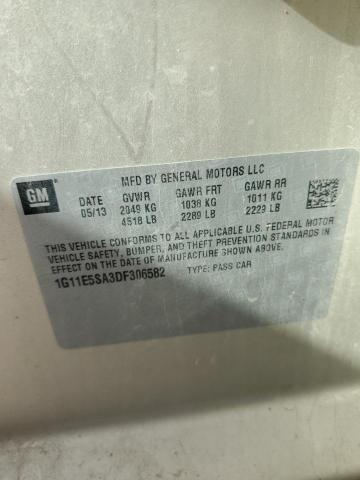 GM
MFD BY GENERAL MOTORS LLC
DATE GVWR GAWR FRT GAWR RR
05/13 2049 KG 1038 KG 1011 KG
4518 LB 2289 LB 2229 LB
THIS VEHICLE CONFORMS TO ALL APPLICABLE U.S. FEDERAL MOTOR
VEHICLE SAFETY, BUMPER, AND THEFT PREVENTION STANDARDS IN
EFFECT ON THE DATE OF MANUFACTURE SHOWN ABOVE.
1G11E5SA3DF306582 TYPE: PASS CAR